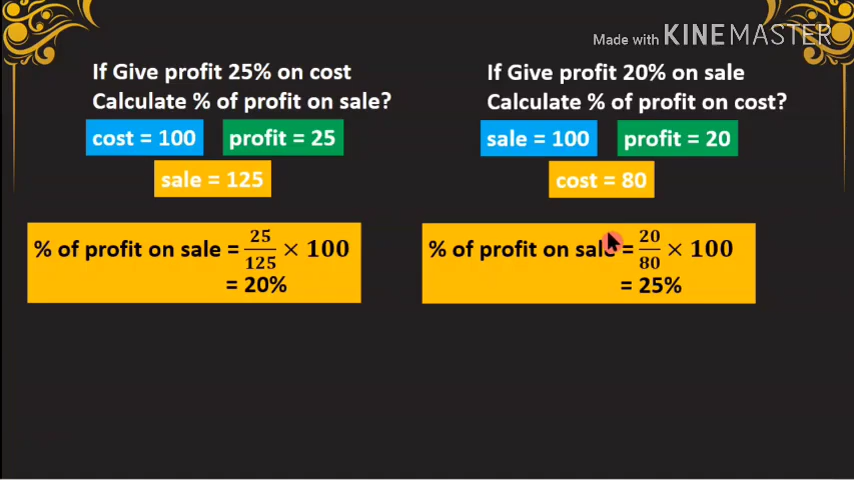 Made with KINEMASTER
If Give profit 25% on cost
Calculate % of profit on sale?
cost = 100
profit = 25
sale = 125
% of profit on sale = 25/125 × 100
= 20%
If Give profit 20% on sale
Calculate % of profit on cost?
sale = 100
profit = 20
cost = 80
% of profit on sale = 20/80 × 100
= 25%